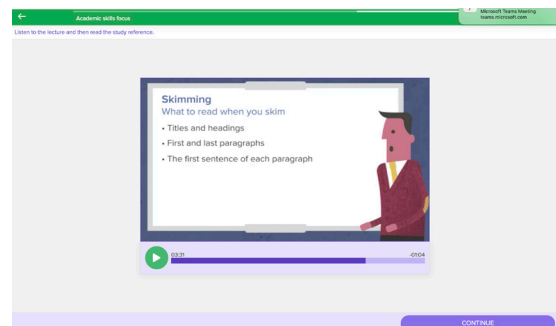 ←
Academic skills focus
Microsoft Teams Meeting
teams.microsoft.com
Listen to the lecture and then read the study reference.
Skimming
What to read when you skim
• Titles and headings
• First and last paragraphs
• The first sentence of each paragraph
03:31
-01:04
CONTINUE